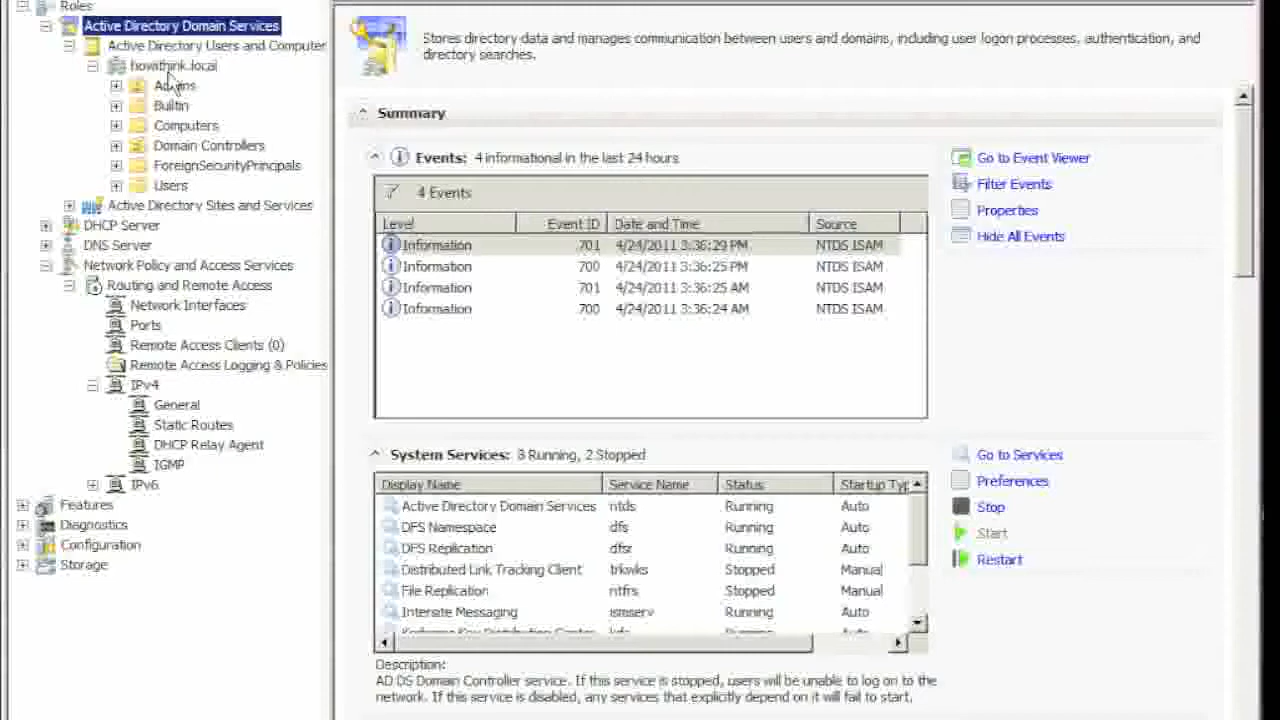 Roles
Active Directory Domain Services
Active Directory Users and Computer
howithink.local
Admins
Builtin
Computers
Domain Controllers
ForeignSecurityPrincipals
Users
Active Directory Sites and Services
DHCP Server
DNS Server
Network Policy and Access Services
Routing and Remote Access
Network Interfaces
Ports
Remote Access Clients (0)
Remote Access Logging & Policies
IPv4
General
Static Routes
DHCP Relay Agent
IGMP
IPv6
Features
Diagnostics
Configuration
Storage
Stores directory data and manages communication between users and domains, including user logon processes, authentication, and
directory searches.
Summary
Events: 4 informational in the last 24 hours
4 Events
Level Event ID Date and Time Source
Information 701 4/24/2011 3:36:29 PM NTDS ISAM
Information 700 4/24/2011 3:36:25 PM NTDS ISAM
Information 701 4/24/2011 3:36:25 AM NTDS ISAM
Information 700 4/24/2011 3:36:24 AM NTDS ISAM
Go to Event Viewer
Filter Events
Properties
Hide All Events
System Services: 8 Running, 2 Stopped
Display Name Service Name Status Startup Typ
Active Directory Domain Services ntds Running Auto
DFS Namespace dfs Running Auto
DFS Replication dfsr Running Auto
Distributed Link Tracking Client trkwks Stopped Manual
File Replication ntfrs Stopped Manual
Intersite Messaging ismserv Running Auto
Kerberos Key Distribution Center kdc Running Auto
Go to Services
Preferences
Stop
Start
Restart
Description:
AD DS Domain Controller service. If this service is stopped, users will be unable to log on to the
network. If this service is disabled, any services that explicitly depend on it will fail to start.